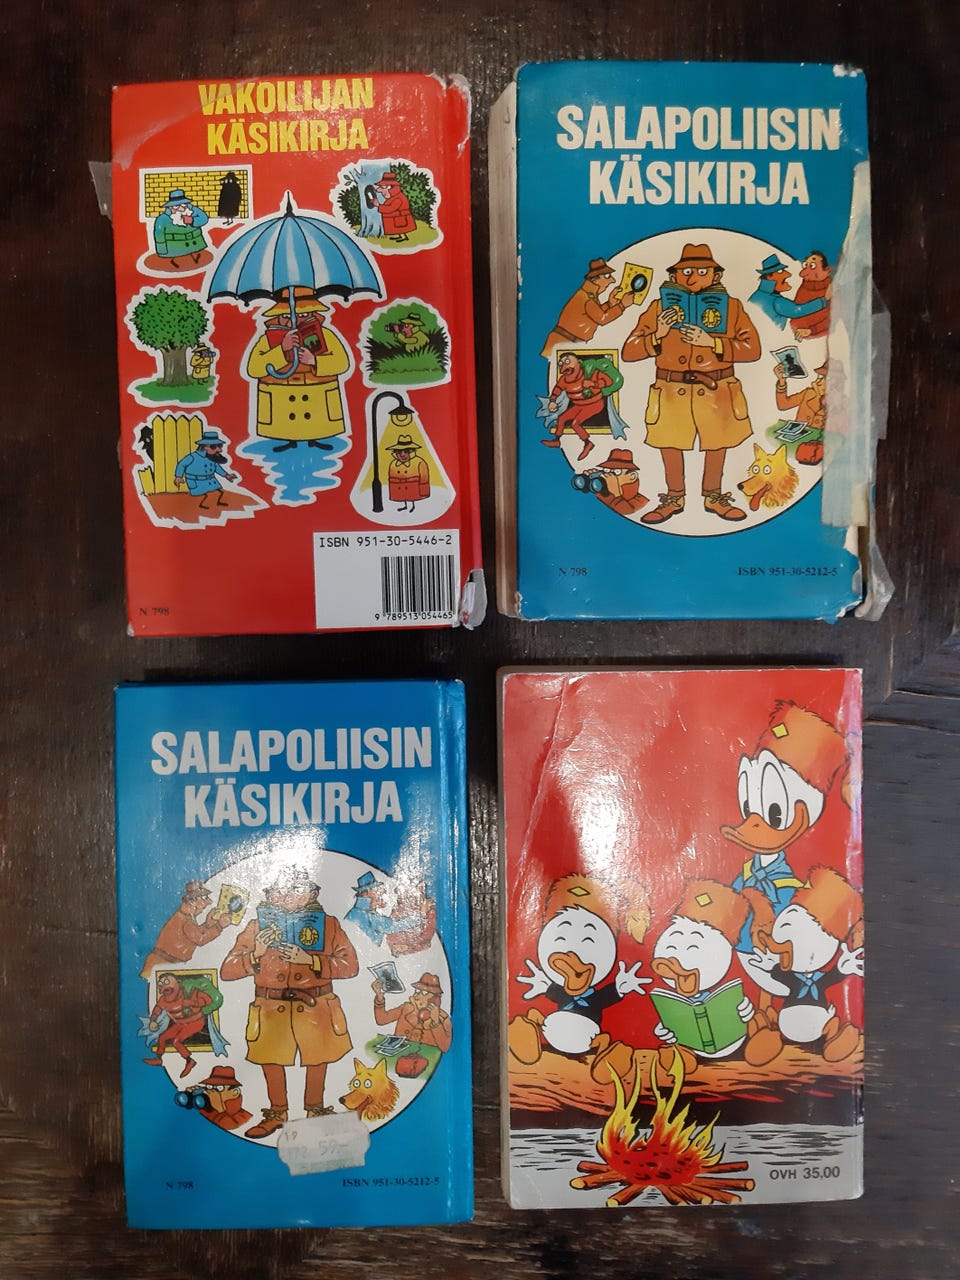 VAKOILIJAN
KÄSIKIRJA
ISBN 951-30-5446-2
9 789513 054465
N 798
SALAPOLIISIN
KÄSIKIRJA
N 798
ISBN 951-30-5212-5
SALAPOLIISIN
KÄSIKIRJA
59-
N 798
ISBN 951-30-5212-5
OVH 35,00